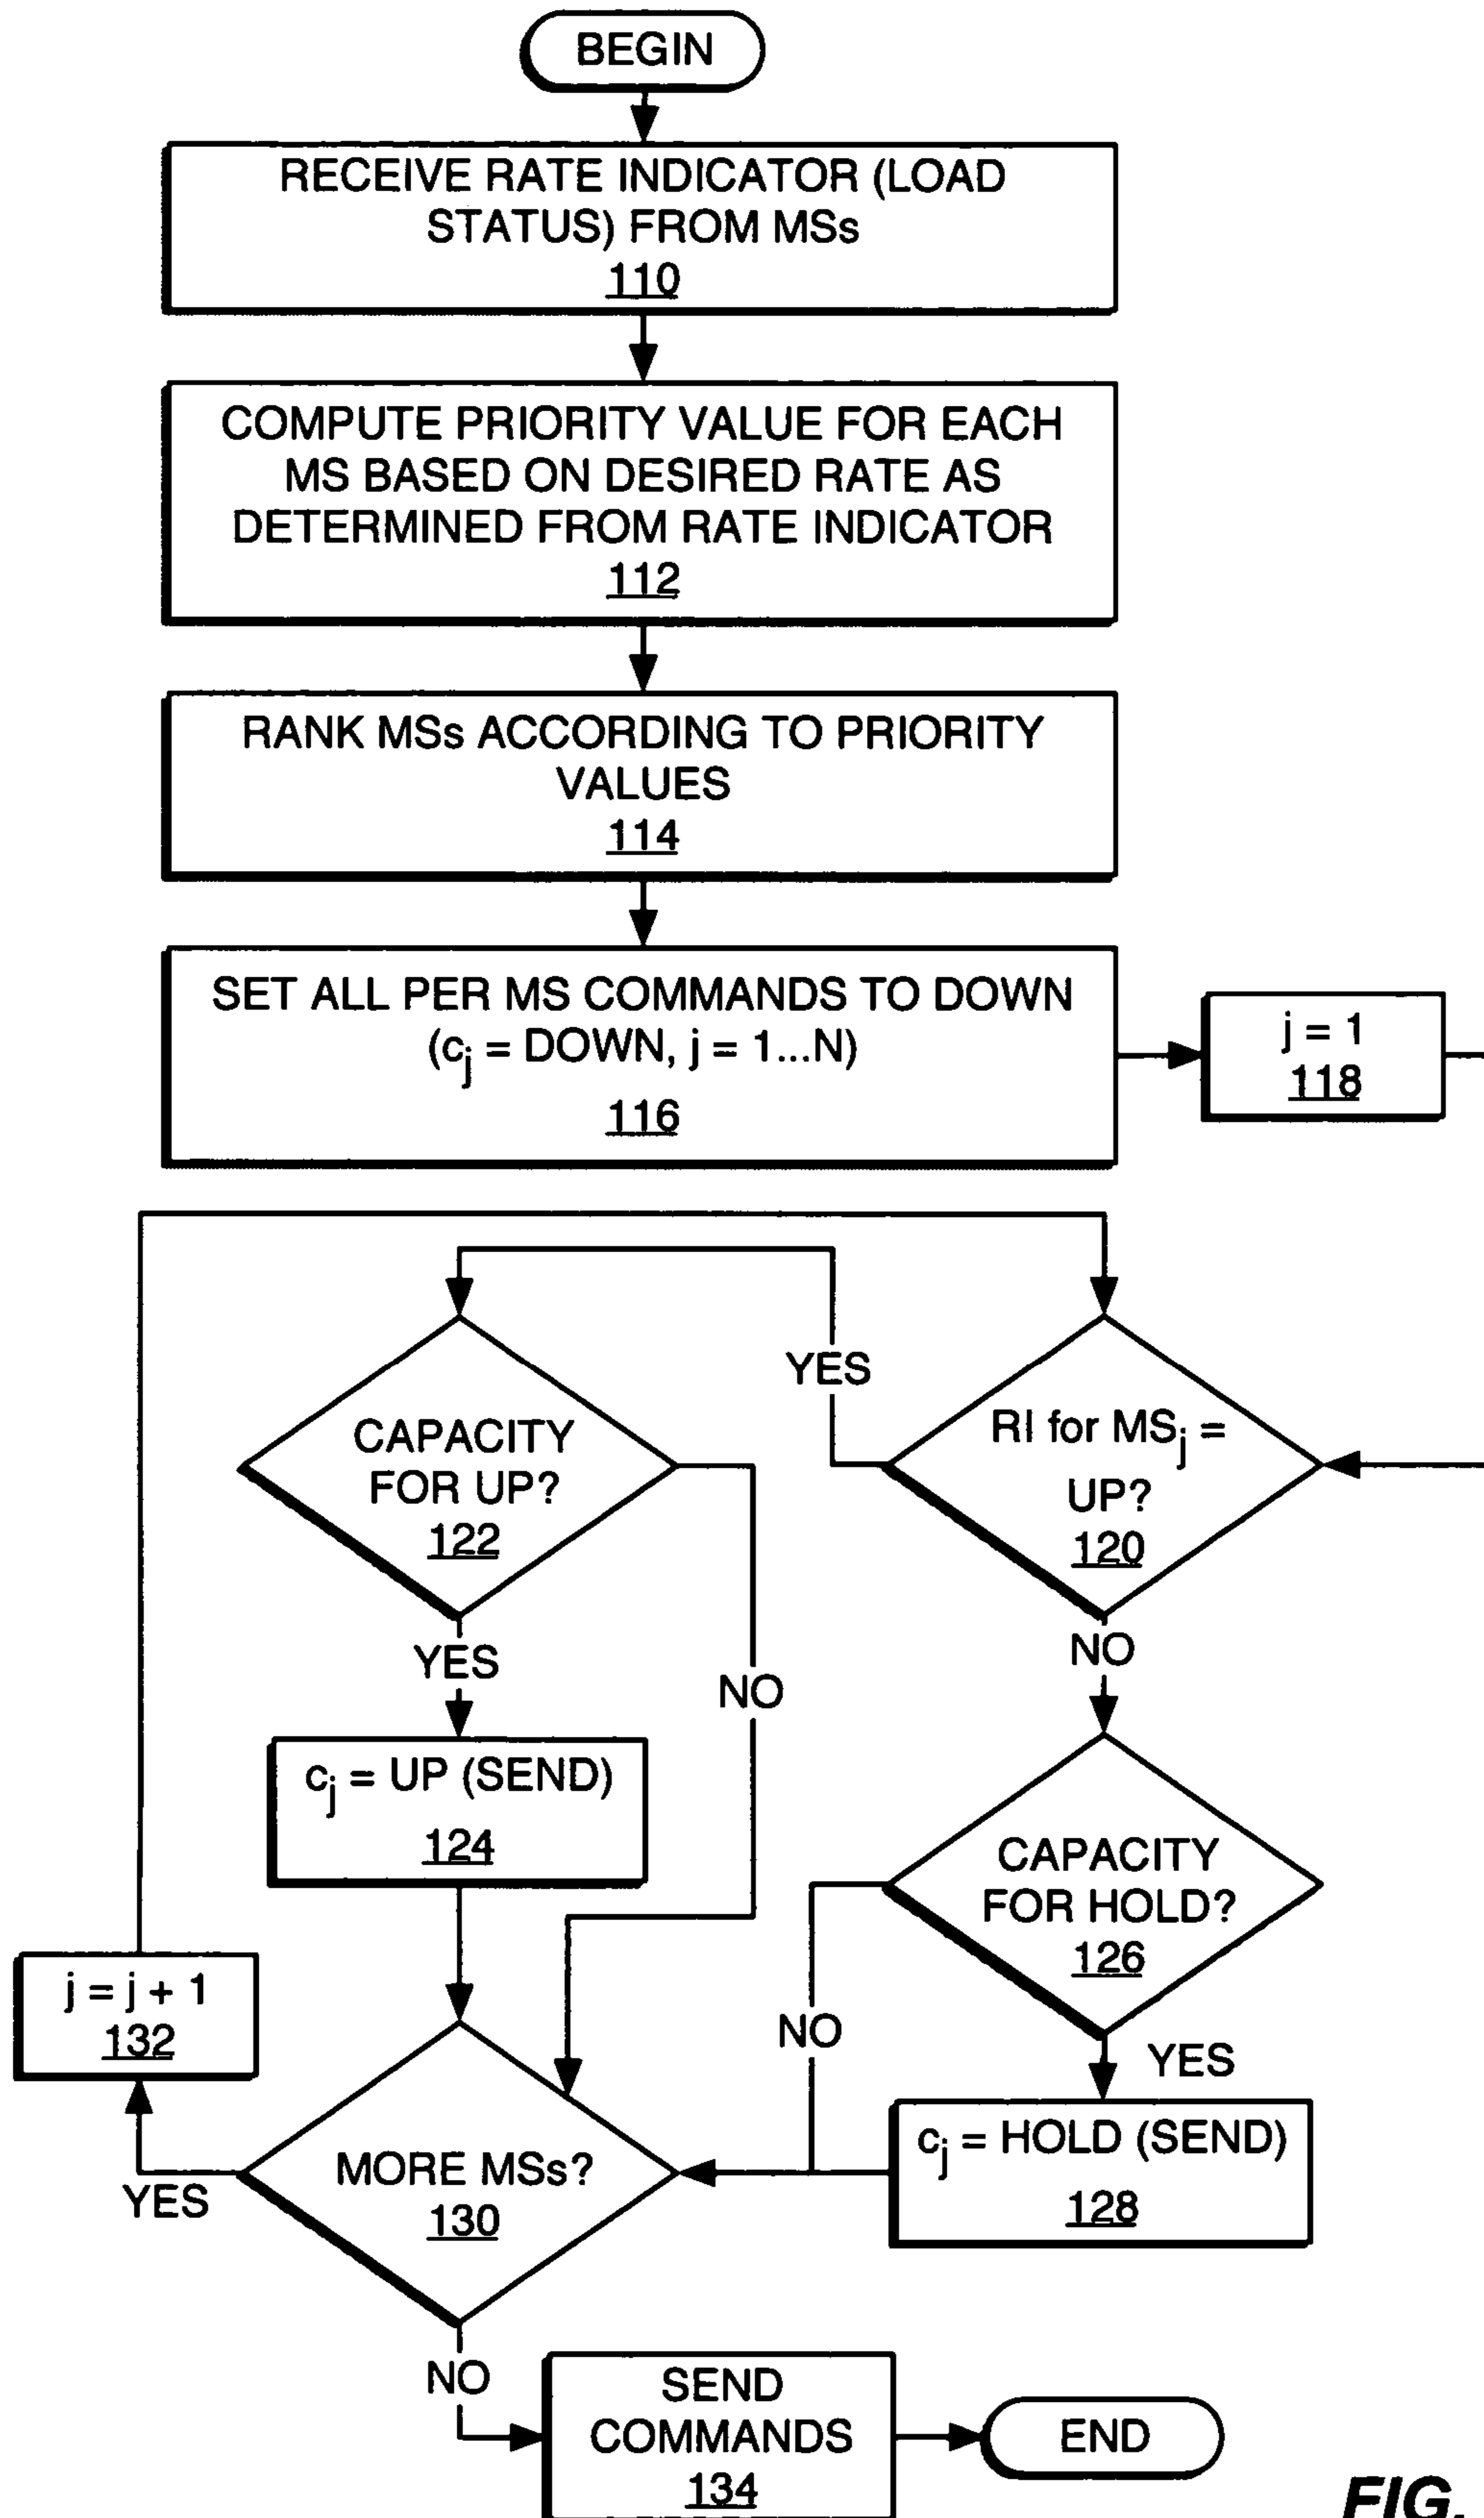 BEGIN
RECEIVE RATE INDICATOR (LOAD
STATUS) FROM MSs
110
COMPUTE PRIORITY VALUE FOR EACH
MS BASED ON DESIRED RATE AS
DETERMINED FROM RATE INDICATOR
112
RANK MSs ACCORDING TO PRIORITY
VALUES
114
SET ALL PER MS COMMANDS TO DOWN
(cj = DOWN, j = 1...N)
116
j = 1
118
YES
CAPACITY
FOR UP?
122
RI for MSj =
UP?
120
YES
NO
NO
cj = UP (SEND)
124
CAPACITY
FOR HOLD?
126
j = j + 1
132
NO
YES
cj = HOLD (SEND)
128
MORE MSs?
130
YES
NO
SEND
COMMANDS
134
END
FIG.